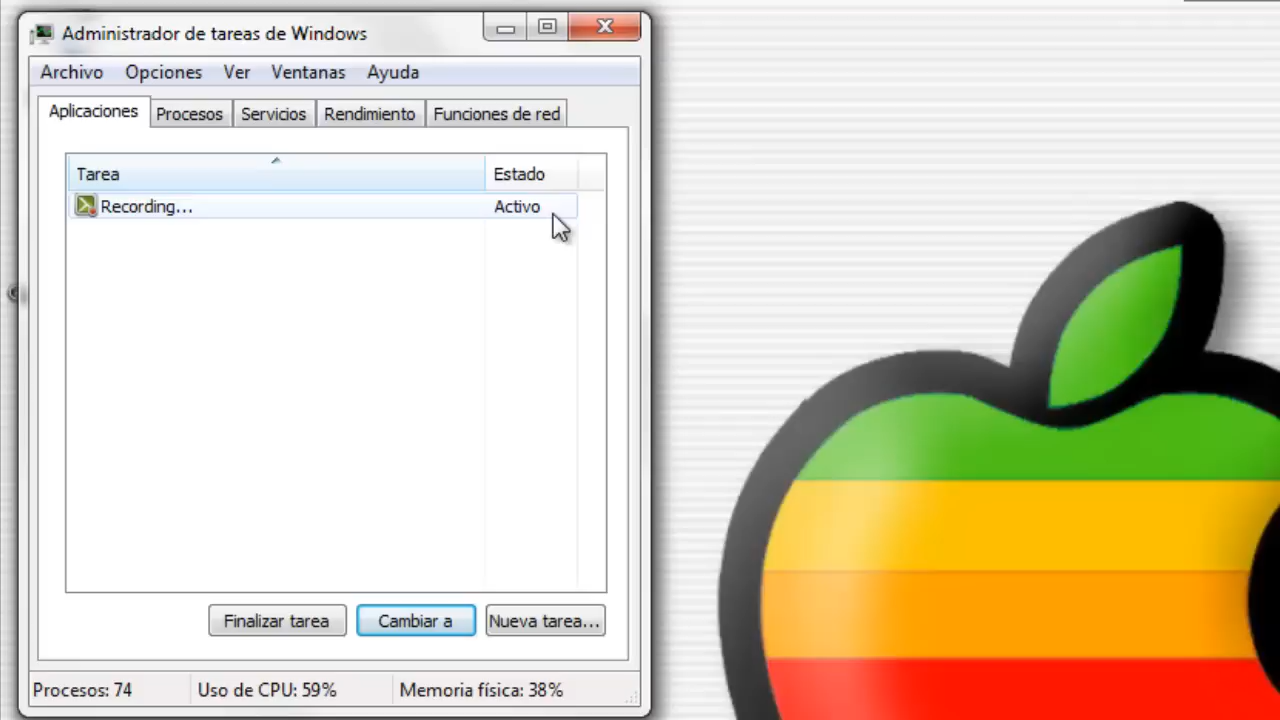 Administrador de tareas de Windows
Archivo Opciones Ver Ventanas Ayuda
Aplicaciones Procesos Servicios Rendimiento Funciones de red
Tarea Estado
Recording... Activo
Finalizar tarea Cambiar a Nueva tarea...
Procesos: 74 Uso de CPU: 59% Memoria física: 38%